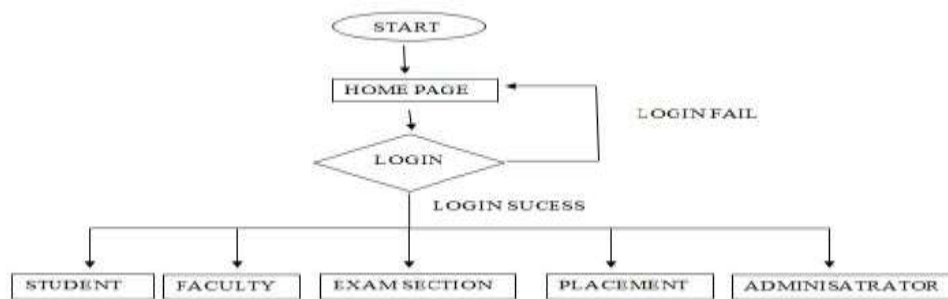 START
HOME PAGE
LOGIN FAIL
LOGIN
LOGIN SUCESS
STUDENT
FACULTY
EXAM SECTION
PLACEMENT
ADMINISATRATOR